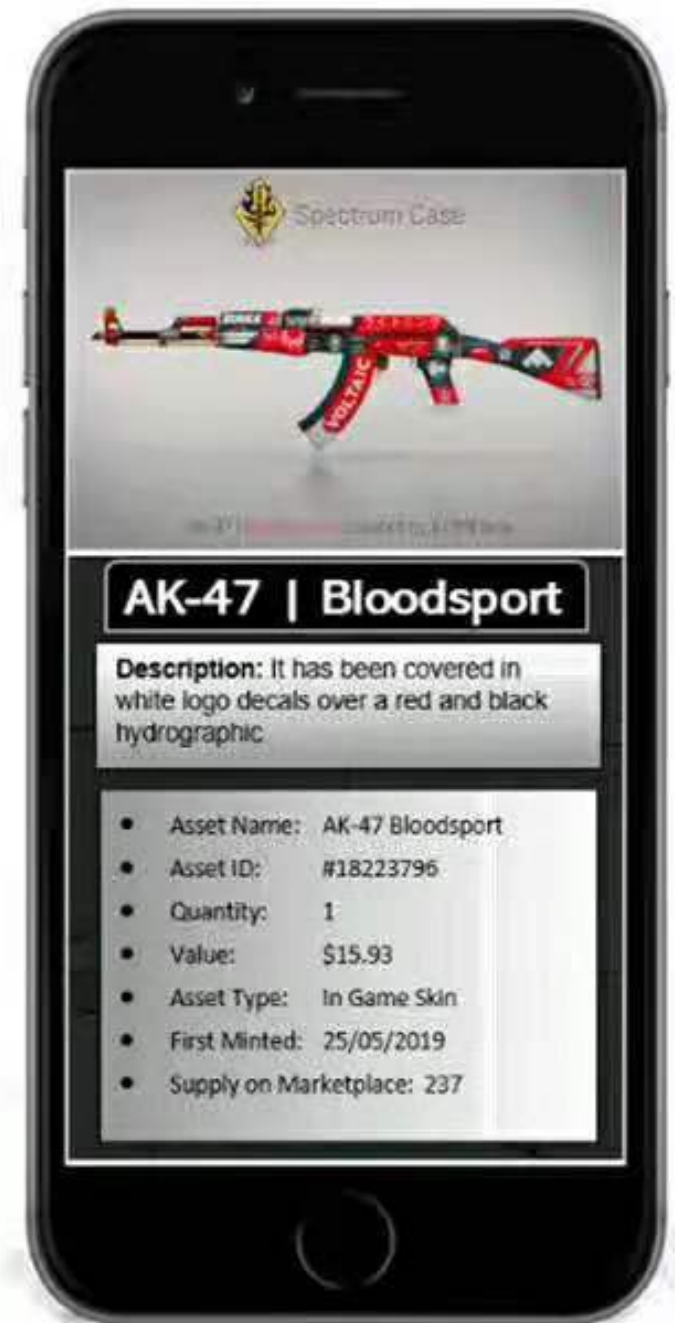 Spectrum Case
VOLTAIC
AK-47 | Bloodsport
Description: It has been covered in
white logo decals over a red and black
hydrographic
• Asset Name: AK-47 Bloodsport
• Asset ID: #18223796
• Quantity: 1
• Value: $15.93
• Asset Type: In Game Skin
• First Minted: 25/05/2019
• Supply on Marketplace: 237